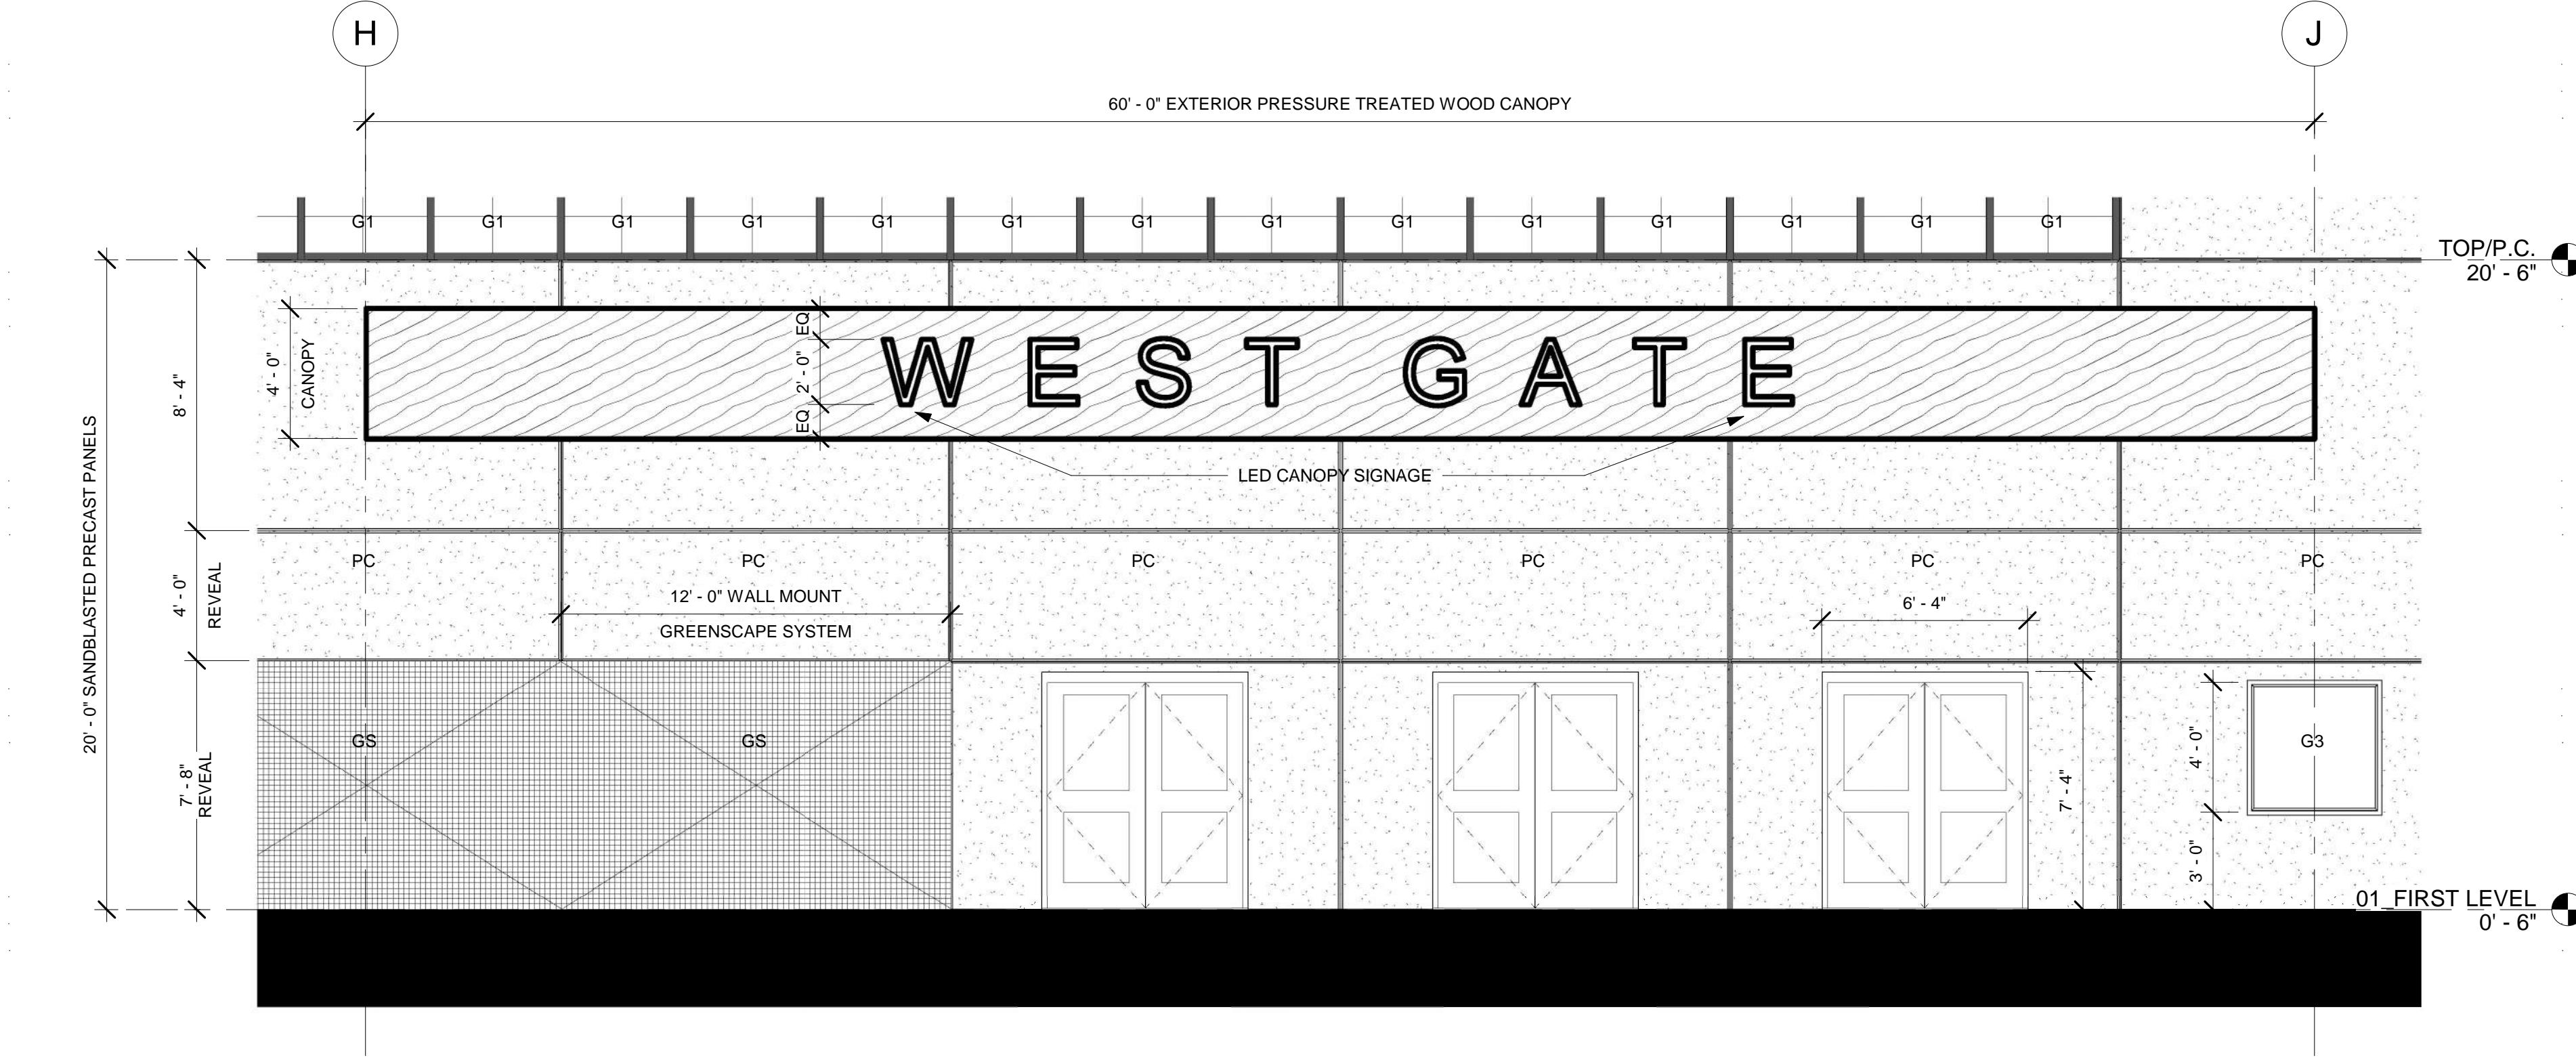 H
J
60' - 0" EXTERIOR PRESSURE TREATED WOOD CANOPY
G1 G1 G1 G1 G1 G1 G1 G1 G1 G1 G1 G1 G1 G1
TOP/P.C.
20' - 6"
20' - 0" SANDBLASTED PRECAST PANELS
8' - 4"
4' - 0"
CANOPY
EQ
2' - 0"
EQ
WEST GATE
LED CANOPY SIGNAGE
4' - 0"
REVEAL
PC PC PC PC PC PC
12' - 0" WALL MOUNT
GREENSCAPE SYSTEM
6' - 4"
7' - 8"
REVEAL
GS GS
7' - 4"
4' - 0"
3' - 0"
G3
01_FIRST LEVEL
0' - 6"